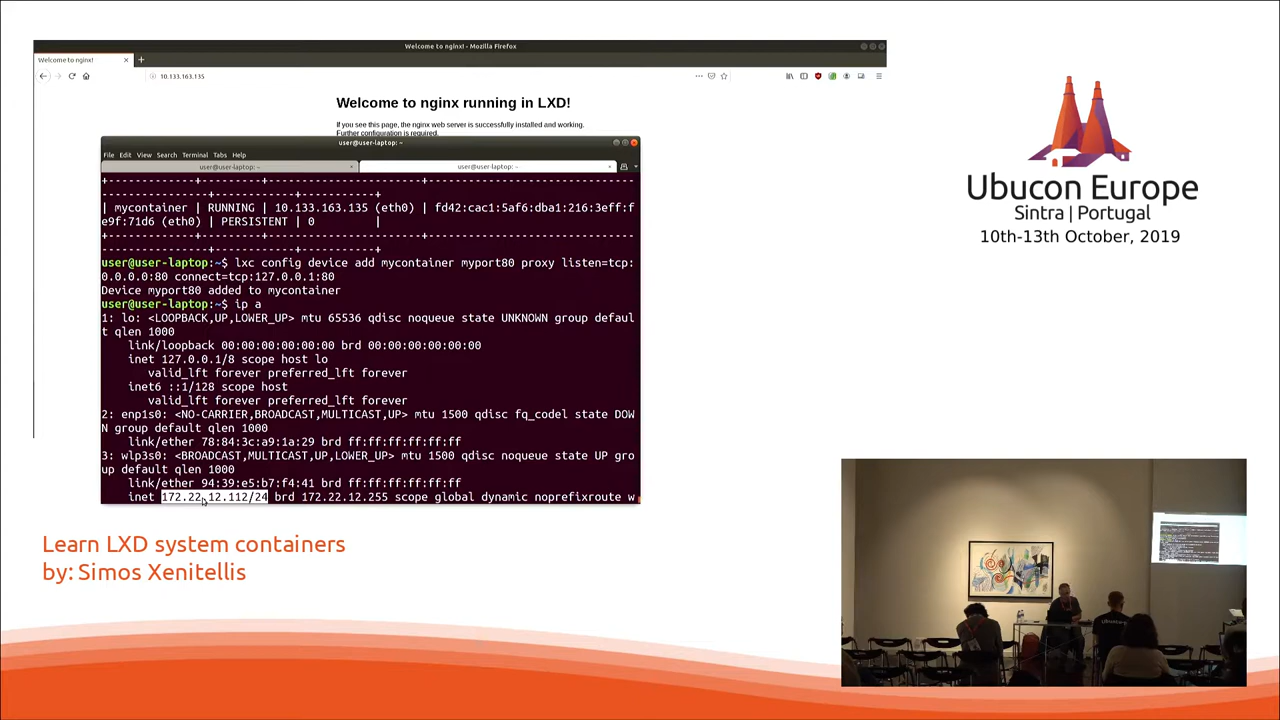 Welcome to nginx! - Mozilla Firefox
Welcome to nginx!
10.133.163.135
Welcome to nginx running in LXD!
If you see this page, the nginx web server is successfully installed and working.
Further configuration is required.
user@user-laptop: ~
File Edit View Search Terminal Tabs Help
user@user-laptop: ~
user@user-laptop: ~
| mycontainer | RUNNING | 10.133.163.135 (eth0) | fd42:cac1:5af6:dba1:216:3eff:f
e9f:71d6 (eth0) | PERSISTENT | 0 |
user@user-laptop:~$ lxc config device add mycontainer myport80 proxy listen=tcp:
0.0.0.0:80 connect=tcp:127.0.0.1:80
Device myport80 added to mycontainer
user@user-laptop:~$ ip a
1: lo: <LOOPBACK,UP,LOWER_UP> mtu 65536 qdisc noqueue state UNKNOWN group defaul
t qlen 1000
link/loopback 00:00:00:00:00:00 brd 00:00:00:00:00:00
inet 127.0.0.1/8 scope host lo
valid_lft forever preferred_lft forever
inet6 ::1/128 scope host
valid_lft forever preferred_lft forever
2: enp1s0: <NO-CARRIER,BROADCAST,MULTICAST,UP> mtu 1500 qdisc fq_codel state DOW
N group default qlen 1000
link/ether 78:84:3c:a9:1a:29 brd ff:ff:ff:ff:ff:ff
3: wlp3s0: <BROADCAST,MULTICAST,UP,LOWER_UP> mtu 1500 qdisc noqueue state UP gro
up default qlen 1000
link/ether 94:39:e5:b7:f4:41 brd ff:ff:ff:ff:ff:ff
inet 172.22.12.112/24 brd 172.22.12.255 scope global dynamic noprefixroute w
Ubucon Europe
Sintra | Portugal
10th-13th October, 2019
Learn LXD system containers
by: Simos Xenitellis